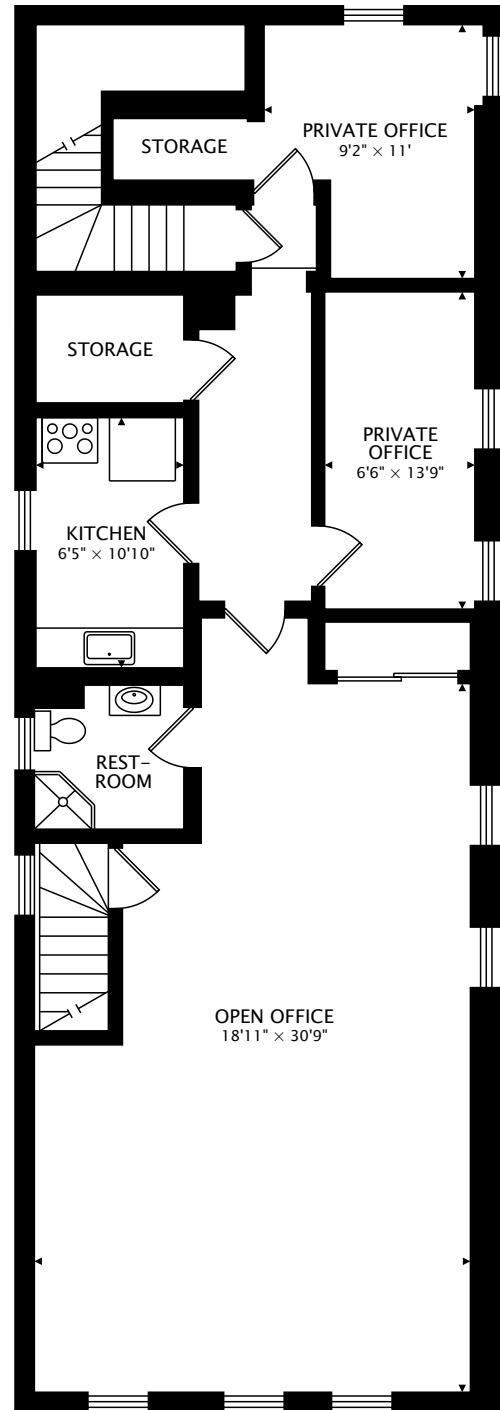 STORAGE
PRIVATE OFFICE
9'2" × 11'
STORAGE
PRIVATE
OFFICE
6'6" × 13'9"
KITCHEN
6'5" × 10'10"
REST-
ROOM
OPEN OFFICE
18'11" × 30'9"